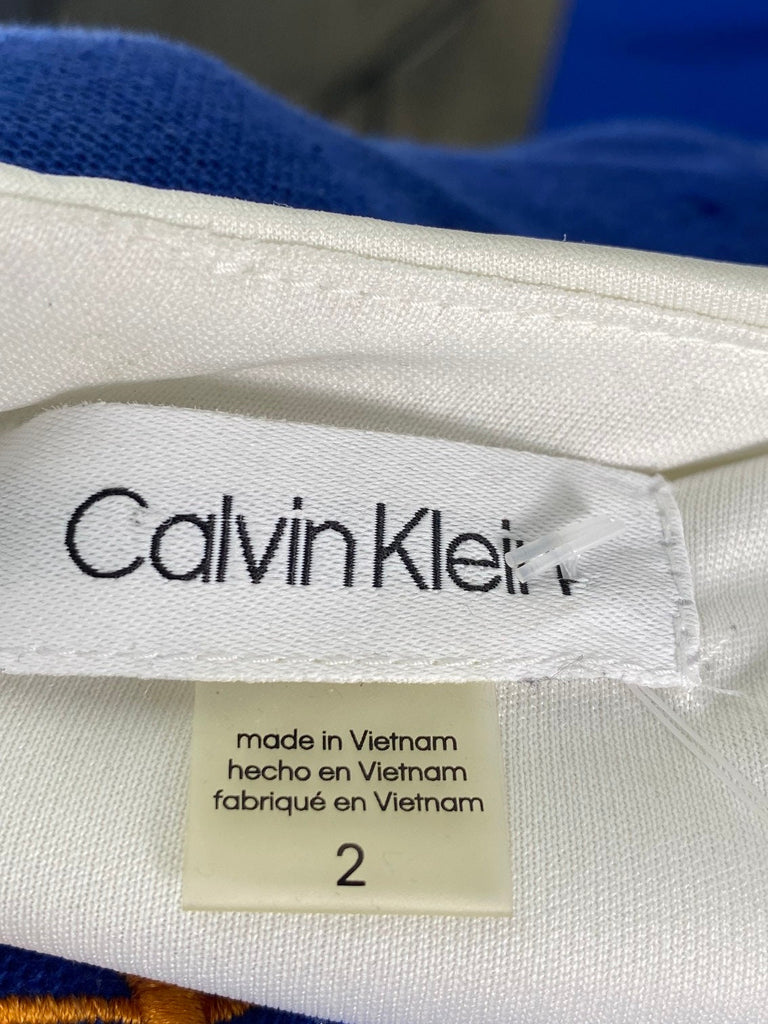 Calvin Klein
made in Vietnam
hecho en Vietnam
fabriqué en Vietnam
2